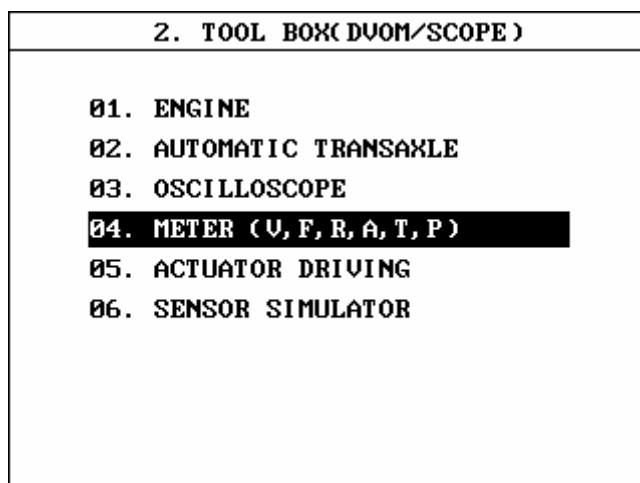 2. TOOL BOX(DVOM/SCOPE)
01. ENGINE
02. AUTOMATIC TRANSAXLE
03. OSCILLOSCOPE
04. METER (V,F,R,A,T,P)
05. ACTUATOR DRIVING
06. SENSOR SIMULATOR